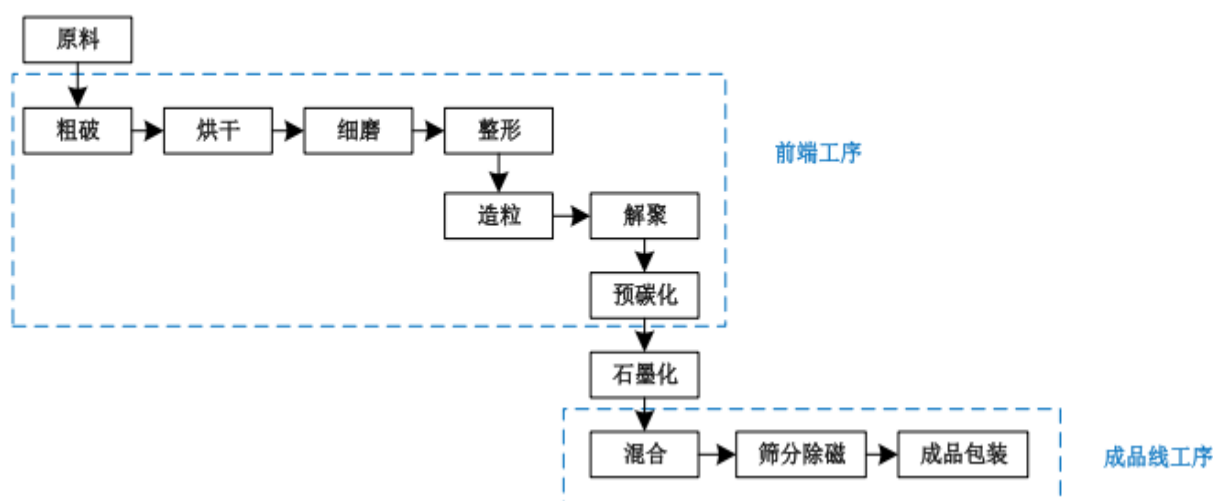 原料
粗破
烘干
细磨
整形
前端工序
造粒
解聚
预碳化
石墨化
混合
筛分除磁
成品包装
成品线工序